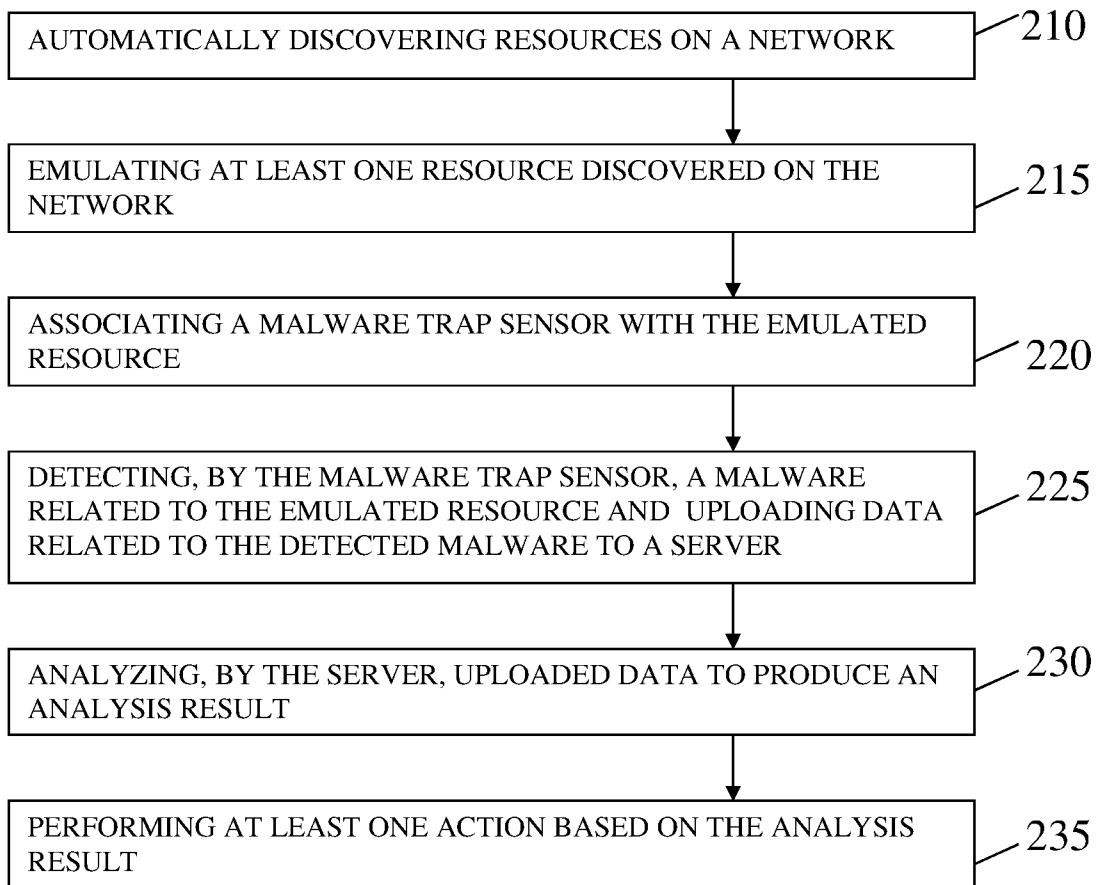 AUTOMATICALLY DISCOVERING RESOURCES ON A NETWORK
210
EMULATING AT LEAST ONE RESOURCE DISCOVERED ON THE
NETWORK
215
ASSOCIATING A MALWARE TRAP SENSOR WITH THE EMULATED
RESOURCE
220
DETECTING, BY THE MALWARE TRAP SENSOR, A MALWARE
RELATED TO THE EMULATED RESOURCE AND UPLOADING DATA
RELATED TO THE DETECTED MALWARE TO A SERVER
225
ANALYZING, BY THE SERVER, UPLOADED DATA TO PRODUCE AN
ANALYSIS RESULT
230
PERFORMING AT LEAST ONE ACTION BASED ON THE ANALYSIS
RESULT
235